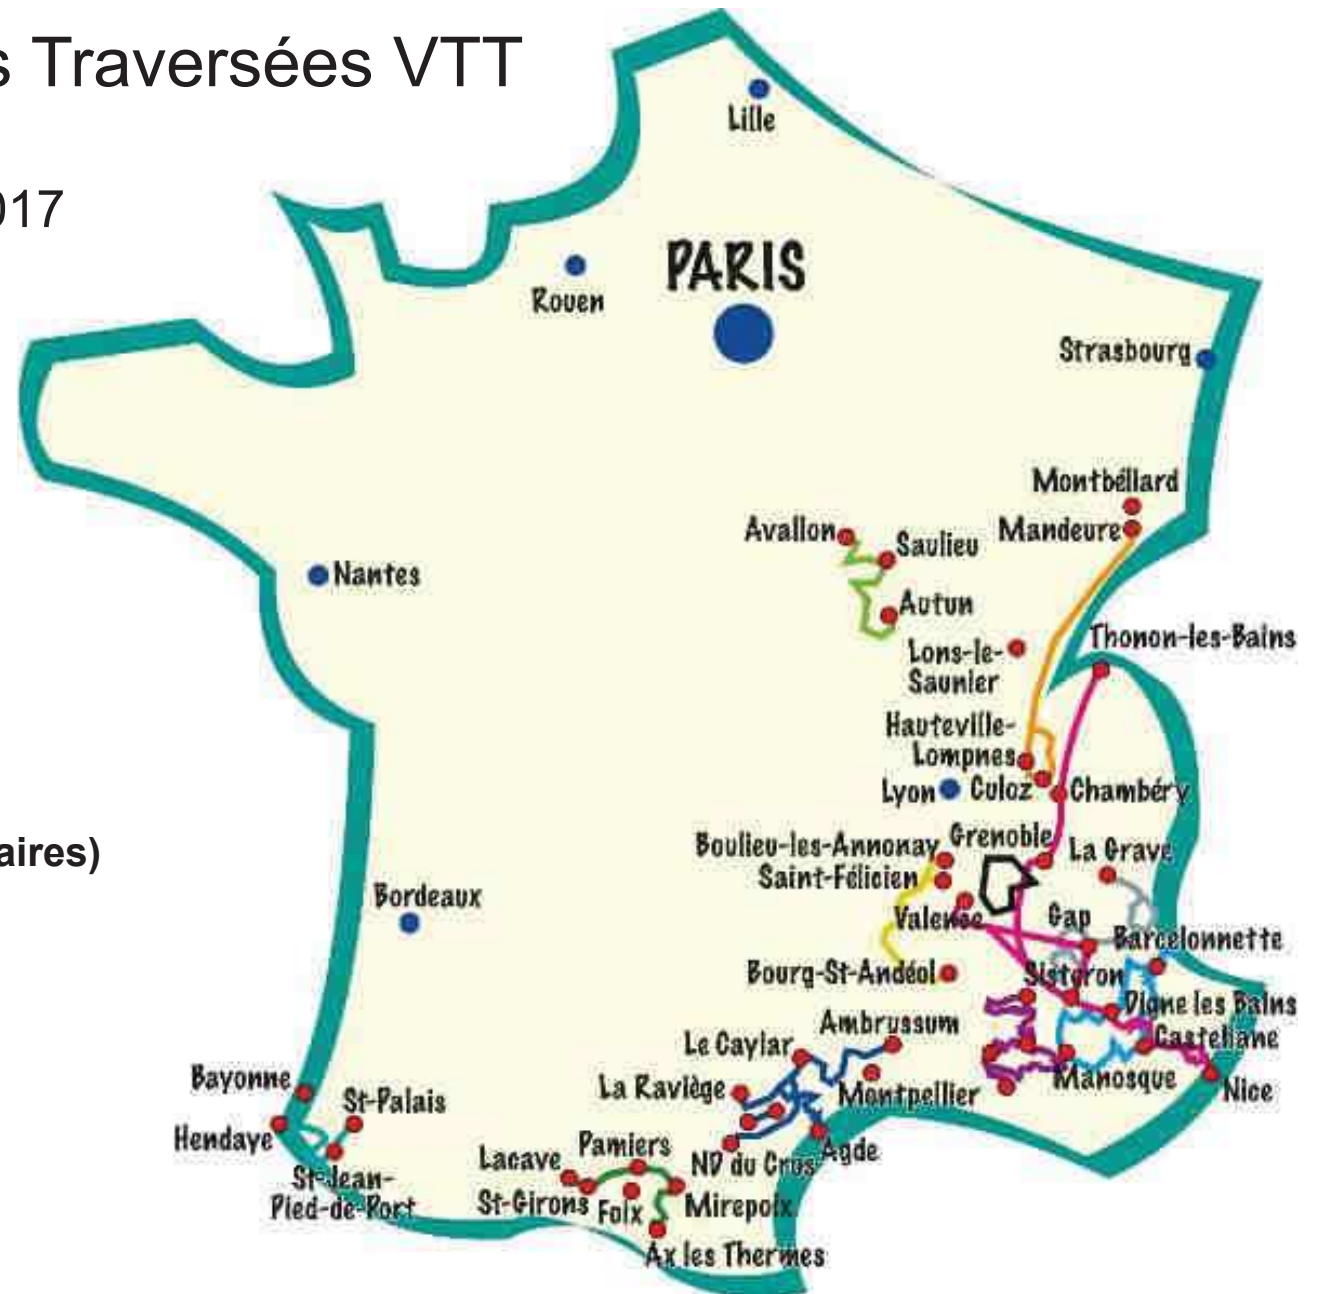 s Traversées VTT
Lille
017
PARIS
Rouen
Strasbourg
Montbéliard
Avallon
Mandeure
Saulieu
Nantes
Autun
Thonon-les-Bains
Lons-le-
Saunier
Hauteville-
Lompnes
Lyon
Culoz
Chambéry
Boulieu-les-Annonay
Grenoble
La Grave
aires)
Saint-Félicien
Bordeaux
Valence
Gap
Barcelonnette
Bourg-St-Andéol
Sisteron
Digne les Bains
Ambrussum
Castellane
Le Caylar
Bayonne
La Raviège
Montpellier
Manosque
Nice
St-Palais
Hendaye
Pamiers
Lacave
ND du Cros
Agde
St-Jean-
Pied-de-Port
St-Girons
Foix
Mirepoix
Ax les Thermes